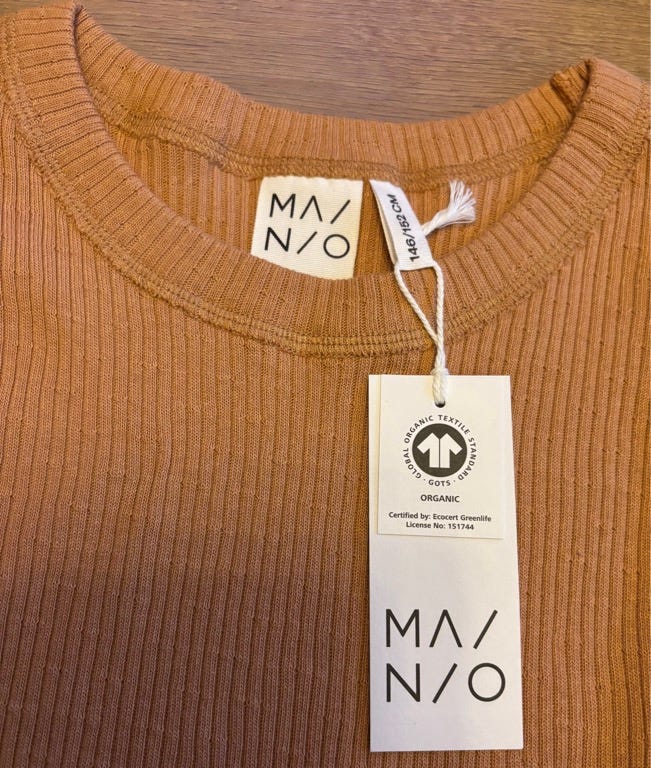 MA/
N/O
146/152 CM
GLOBAL ORGANIC TEXTILE STANDARD · GOTS ·
ORGANIC
Certified by: Ecocert Greenlife
License No: 151744
MA/
N/O